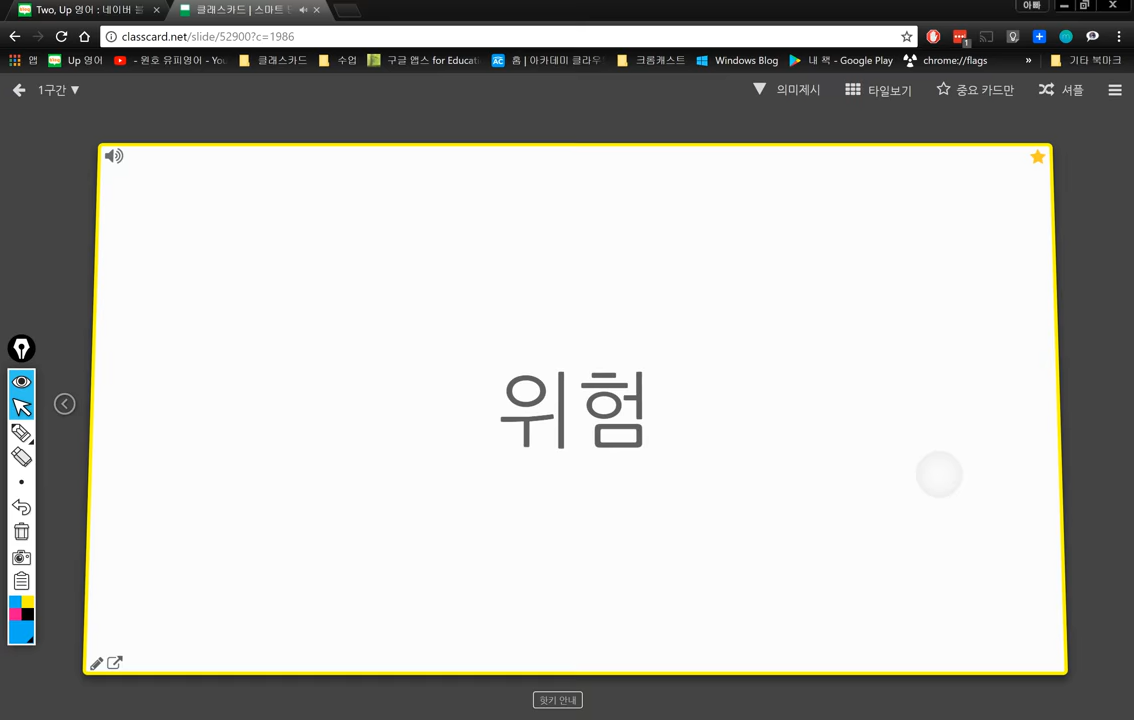 Two, Up 영어 : 네이버 블
클래스카드 | 스마트 단
아빠
classcard.net/slide/52900?c=1986
앱
Up 영어
- 원호 유피영어 - You
클래스카드
수업
구글 앱스 for Educati
홈 | 아카데미 클라우
크롬캐스트
Windows Blog
내 책 - Google Play
chrome://flags
»
기타 북마크
1구간 ▼
의미제시
타일보기
중요 카드만
셔플
위험
핫키 안내